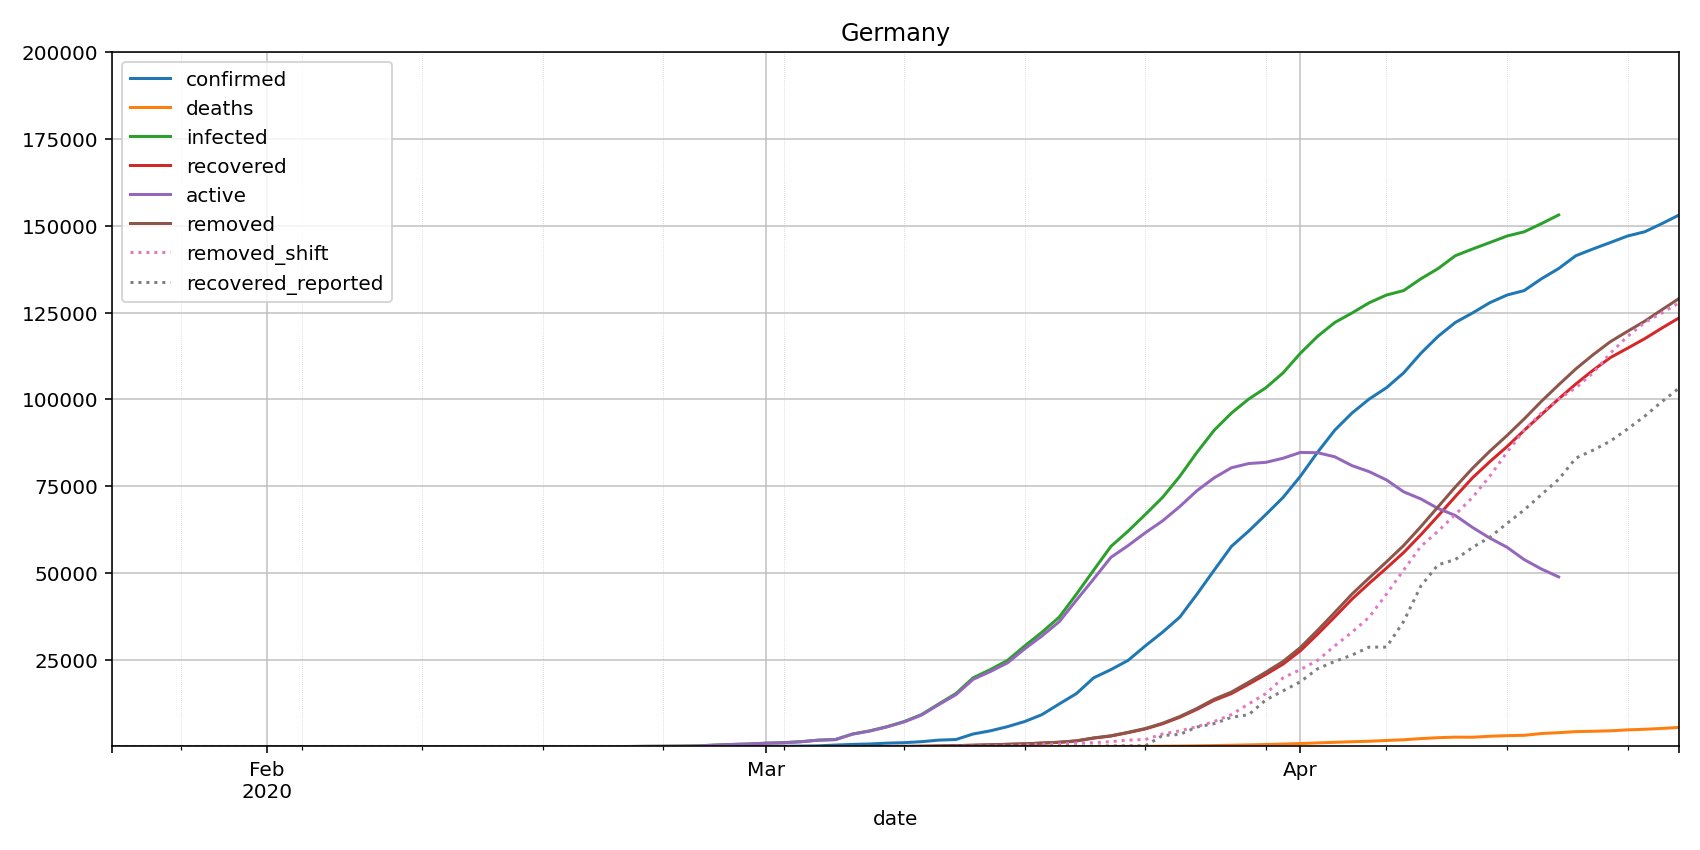 Germany
200000
175000
150000
125000
100000
75000
50000
25000
confirmed
deaths
infected
recovered
active
removed
removed_shift
recovered_reported
Feb
2020
Mar
Apr
date